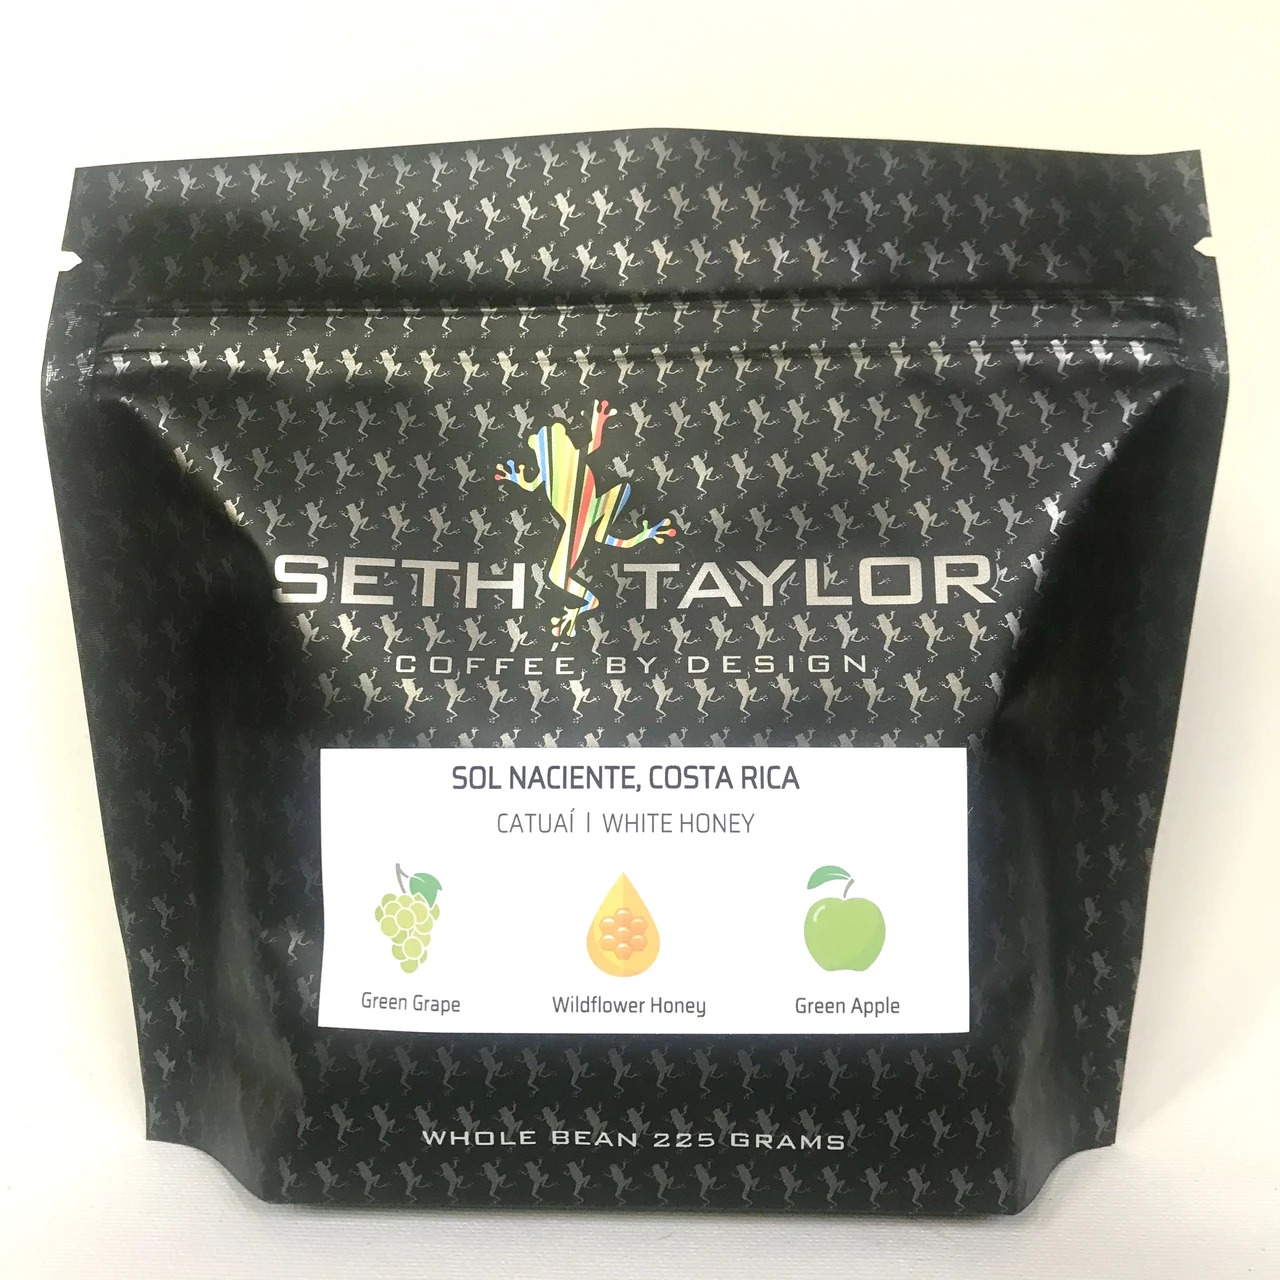 SETH TAYLOR
COFFEE BY DESIGN
SOL NACIENTE, COSTA RICA
CATUAÍ | WHITE HONEY
Green Grape Wildflower Honey Green Apple
WHOLE BEAN 225 GRAMS